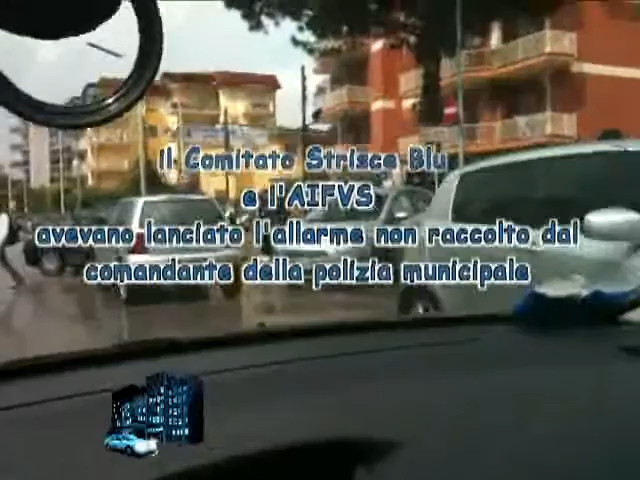 Il Comitato Strisce Blu
e l'AIFVS
avevano lanciato l'allarme non raccolto dal
comandante della polizia municipale